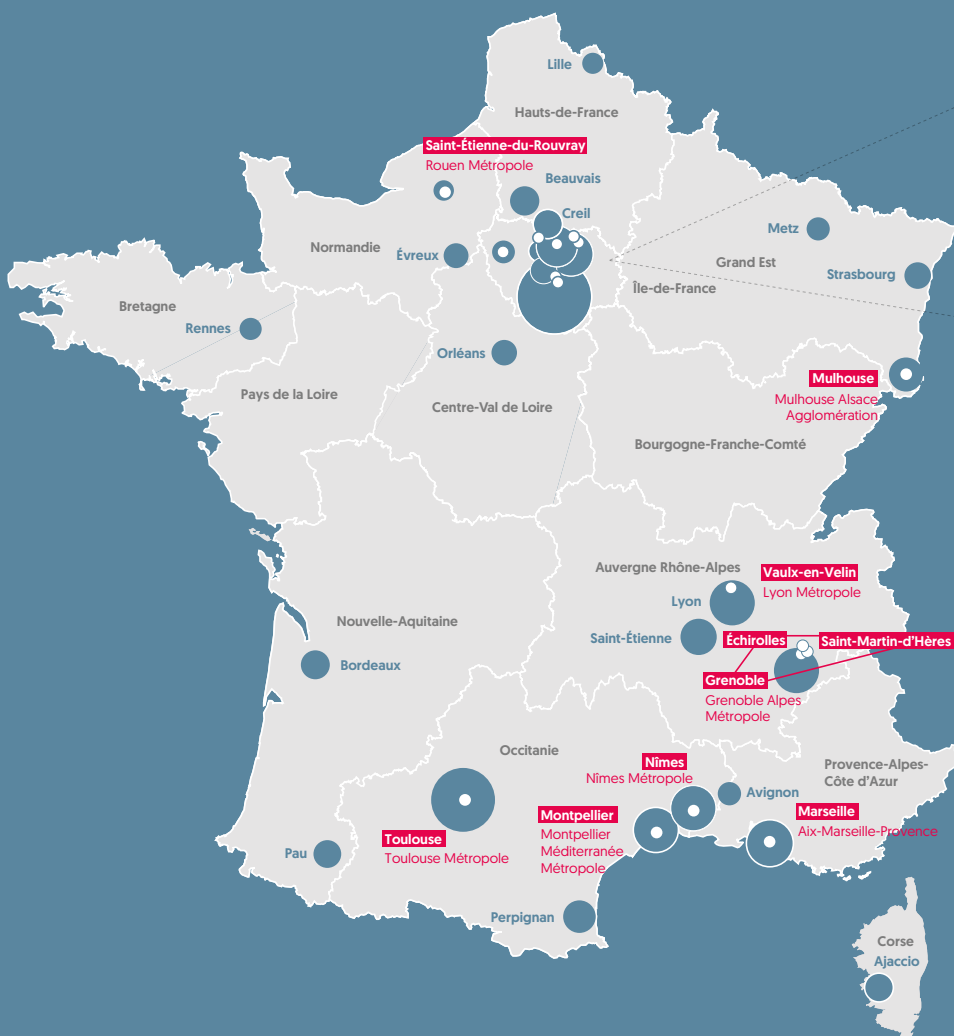 Lille
Hauts-de-France
Saint-Étienne-du-Rouvray
Rouen Métropole
Beauvais
Creil
Metz
Normandie
Évreux
Grand Est
Strasbourg
Île-de-France
Bretagne
Rennes
Orléans
Mulhouse
Mulhouse Alsace
Agglomération
Pays de la Loire
Centre-Val de Loire
Bourgogne-Franche-Comté
Auvergne Rhône-Alpes
Vaulx-en-Velin
Lyon Métropole
Lyon
Nouvelle-Aquitaine
Saint-Étienne
Échirolles
Saint-Martin-d'Hères
Bordeaux
Grenoble
Grenoble Alpes
Métropole
Occitanie
Nîmes
Nîmes Métropole
Provence-Alpes-
Côte d'Azur
Avignon
Montpellier
Montpellier
Méditerranée
Métropole
Marseille
Aix-Marseille-Provence
Toulouse
Toulouse Métropole
Pau
Perpignan
Corse
Ajaccio